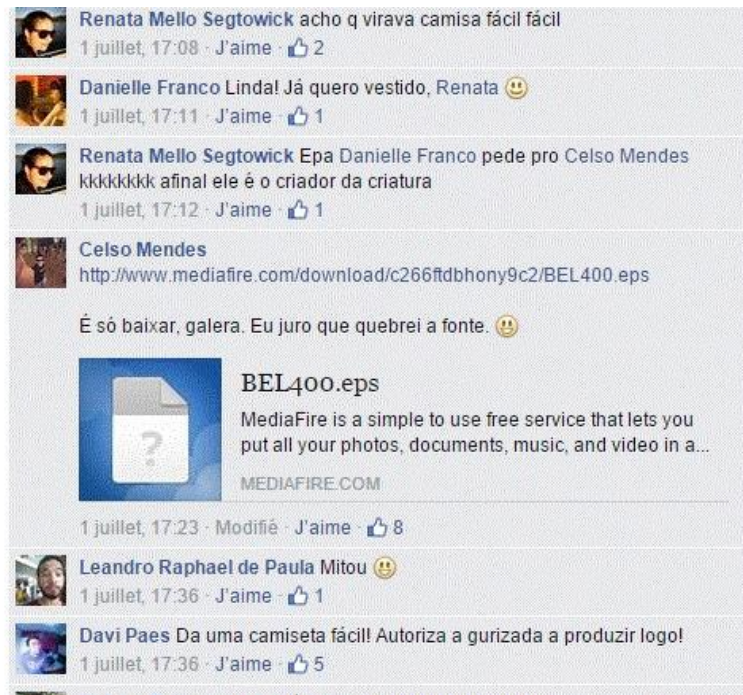 Renata Mello Segtowick acho q virava camisa fácil fácil
1 juillet, 17:08 · J'aime · 2
Danielle Franco Linda! Já quero vestido, Renata
1 juillet, 17:11 · J'aime · 1
Renata Mello Segtowick Epa Danielle Franco pede pro Celso Mendes
kkkkkkkk afinal ele é o criador da criatura
1 juillet, 17:12 · J'aime · 1
Celso Mendes
http://www.mediafire.com/download/c266ftdbhony9c2/BEL400.eps
É só baixar, galera. Eu juro que quebrei a fonte.
BEL400.eps
MediaFire is a simple to use free service that lets you
put all your photos, documents, music, and video in a...
MEDIAFIRE.COM
1 juillet, 17:23 · Modifié · J'aime · 8
Leandro Raphael de Paula Mitou
1 juillet, 17:36 · J'aime · 1
Davi Paes Da uma camiseta fácil! Autoriza a gurizada a produzir logo!
1 juillet, 17:36 · J'aime · 5